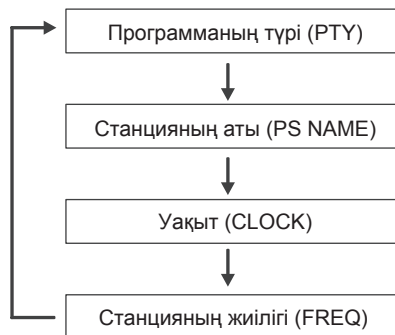 Программаның түрі (PTY)
Станцияның аты (PS NAME)
Уақыт (CLOCK)
Станцияның жиілігі (FREQ)